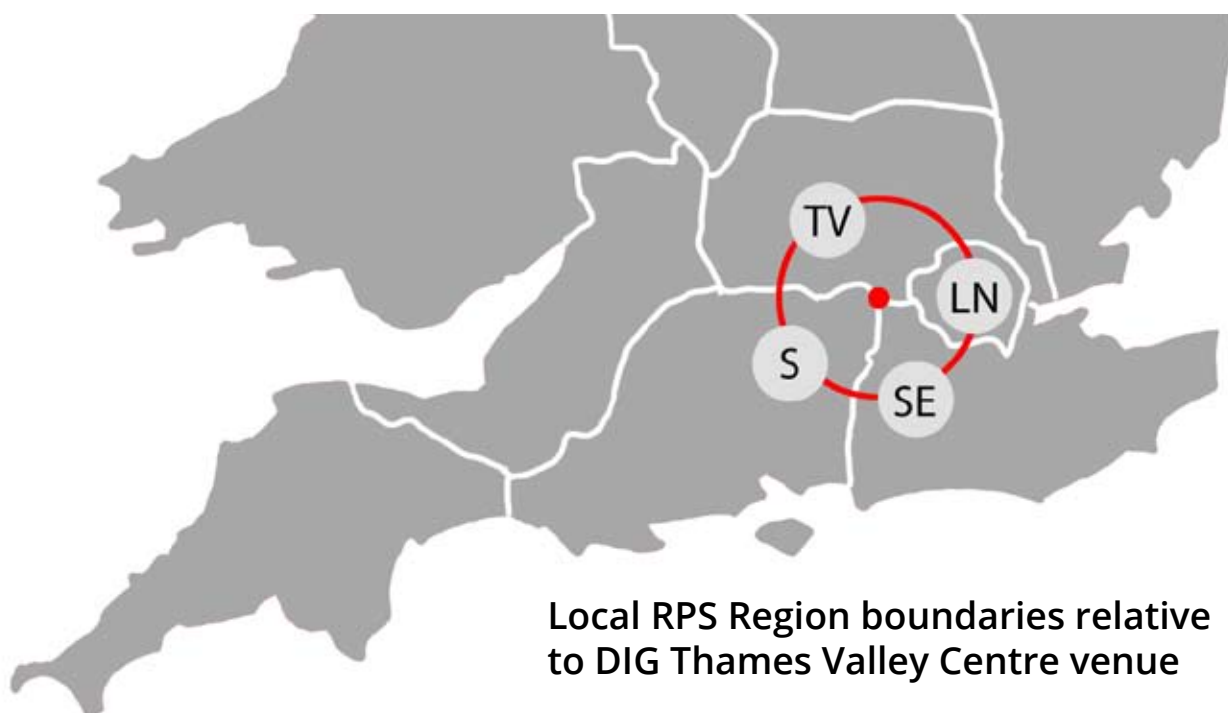 TV
LN
S
SE
Local RPS Region boundaries relative
to DIG Thames Valley Centre venue